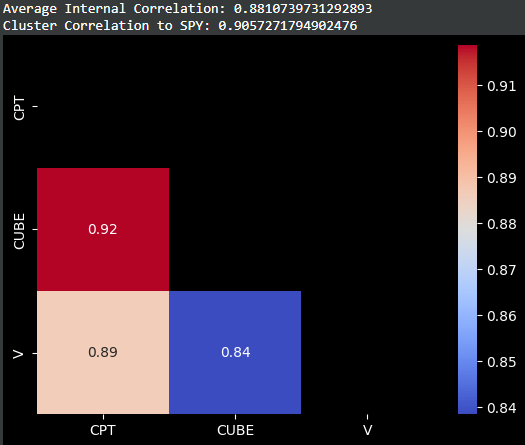 Average Internal Correlation: 0.8810739731292893
Cluster Correlation to SPY: 0.9057271794902476
CPT
CUBE
V
0.92
0.89
0.84
CPT
CUBE
V
0.91
0.90
0.89
0.88
0.87
0.86
0.85
0.84